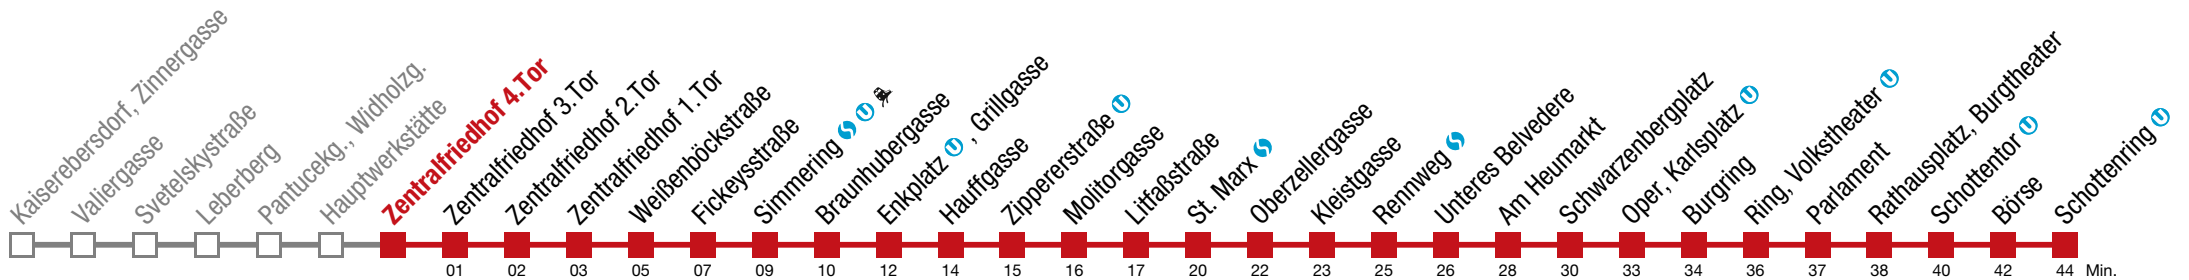 Kaiserebersdorf, Zinnergasse
Valiergasse
Svetelskystraße
Leberberg
Pantucekg., Widholzg.
Hauptwerkstätte
Zentralfriedhof 4.Tor
Zentralfriedhof 3.Tor
Zentralfriedhof 2.Tor
Zentralfriedhof 1.Tor
Weißenböckstraße
Fickeysstraße
Simmering S U
Braunhubergasse
Enkplatz U , Grillgasse
Hauffgasse
Zippererstraße U
Molitorgasse
Litfaßstraße
St. Marx S
Oberzellergasse
Kleistgasse
Rennweg S
Unteres Belvedere
Am Heumarkt
Schwarzenbergplatz
Oper, Karlsplatz U
Burgring
Ring, Volkstheater U
Parlament
Rathausplatz, Burgtheater
Schottentor U
Börse
Schottenring U
01 02 03 05 07 09 10 12 14 15 16 17 20 22 23 25 26 28 30 33 34 36 37 38 40 42 44 Min.